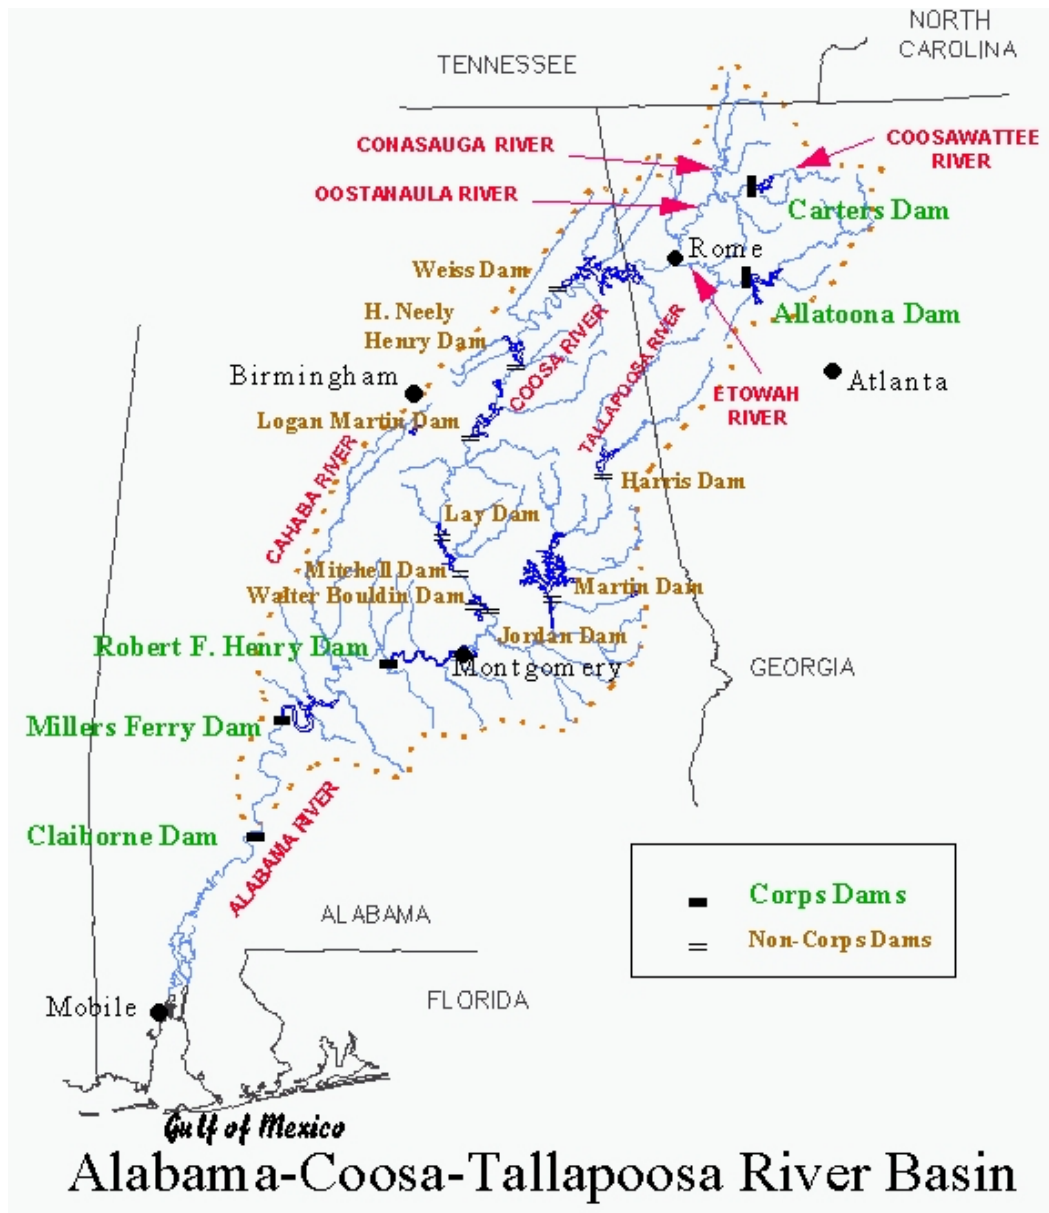 NORTH
CAROLINA
TENNESSEE
CONASAUGA RIVER
COOSAWATTEE
RIVER
OOSTANAULA RIVER
Carters Dam
Rome
Weiss Dam
H. Neely
Henry Dam
Allatoona Dam
COOSA RIVER
TALLAPOOSA RIVER
Birmingham
Atlanta
ETOWAH
RIVER
Logan Martin Dam
CAHABA RIVER
Harris Dam
Lay Dam
Mitchell Dam
Walter Bouldin Dam
Martin Dam
Jordan Dam
Robert F. Henry Dam
Montgomery
GEORGIA
Millers Ferry Dam
Claiborne Dam
ALABAMA RIVER
Corps Dams
Non-Corps Dams
ALABAMA
FLORIDA
Mobile
Gulf of Mexico
Alabama-Coosa-Tallapoosa River Basin